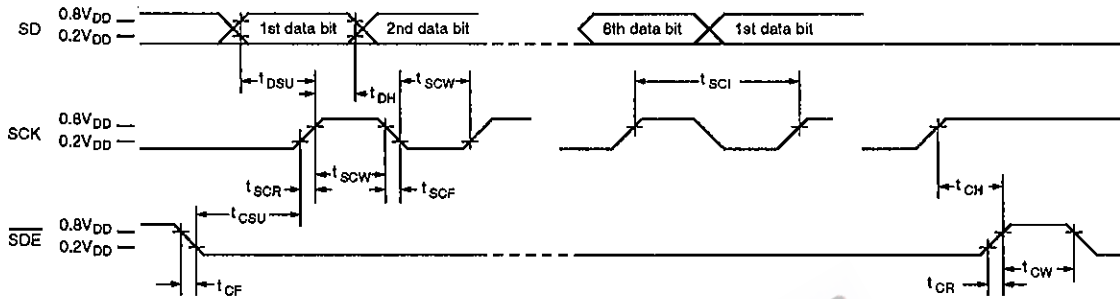 0.8VDD
SD
0.2VDD
1st data bit
2nd data bit
8th data bit
1st data bit
tDSU
tDH
tSCW
tSCI
0.8VDD
SCK
0.2VDD
tSCR
tSCW
tSCF
tCH
tCSU
0.8VDD
SDE
0.2VDD
tCF
tCR
tCW